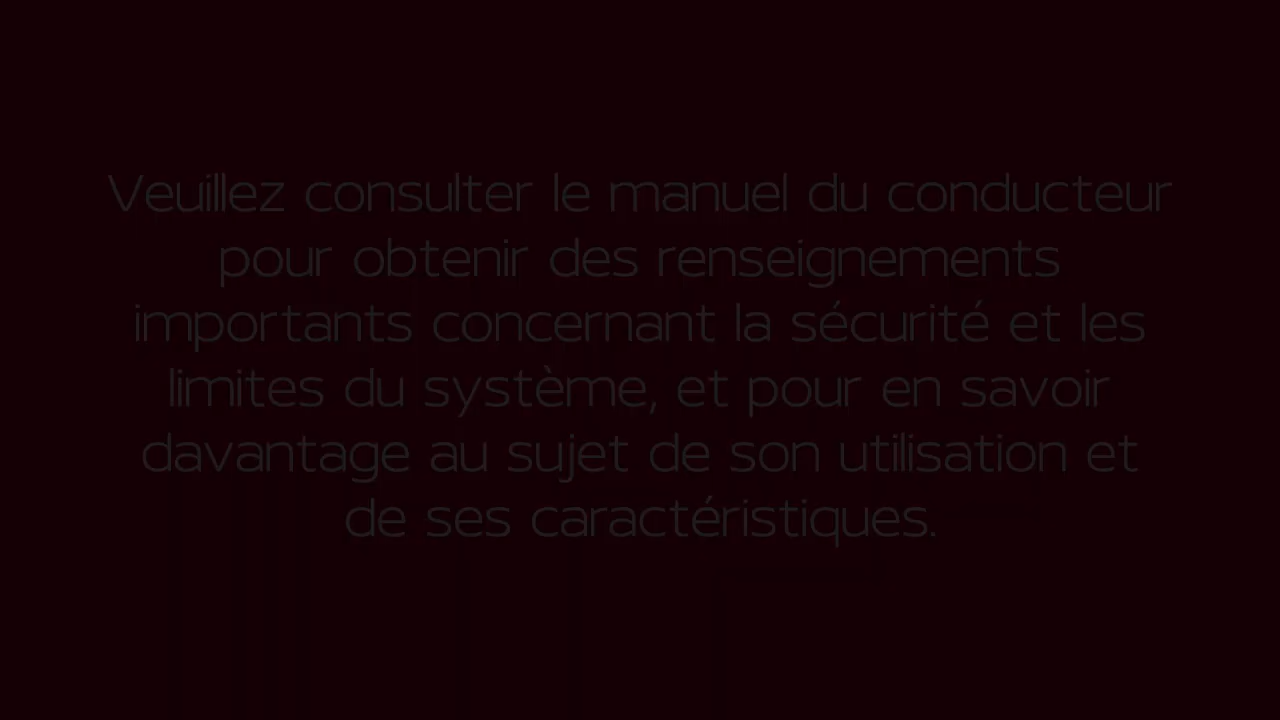 Veuillez consulter le manuel du conducteur
pour obtenir des renseignements
importants concernant la sécurité et les
limites du système, et pour en savoir
davantage au sujet de son utilisation et
de ses caractéristiques.